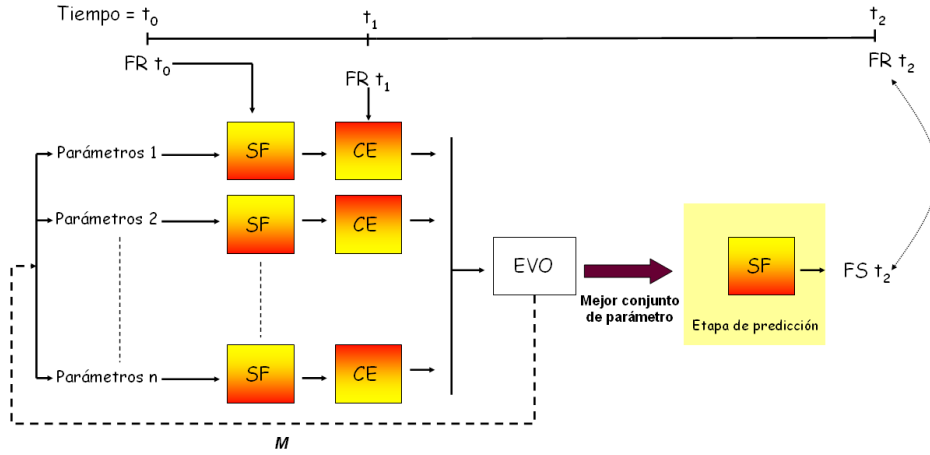 Tiempo = t0
t1
t2
FR t0
FR t1
FR t2
Parámetros 1
SF
CE
Parámetros 2
SF
CE
EVO
Mejor conjunto
de parámetro
SF
FS t2
Etapa de predicción
Parámetros n
SF
CE
M